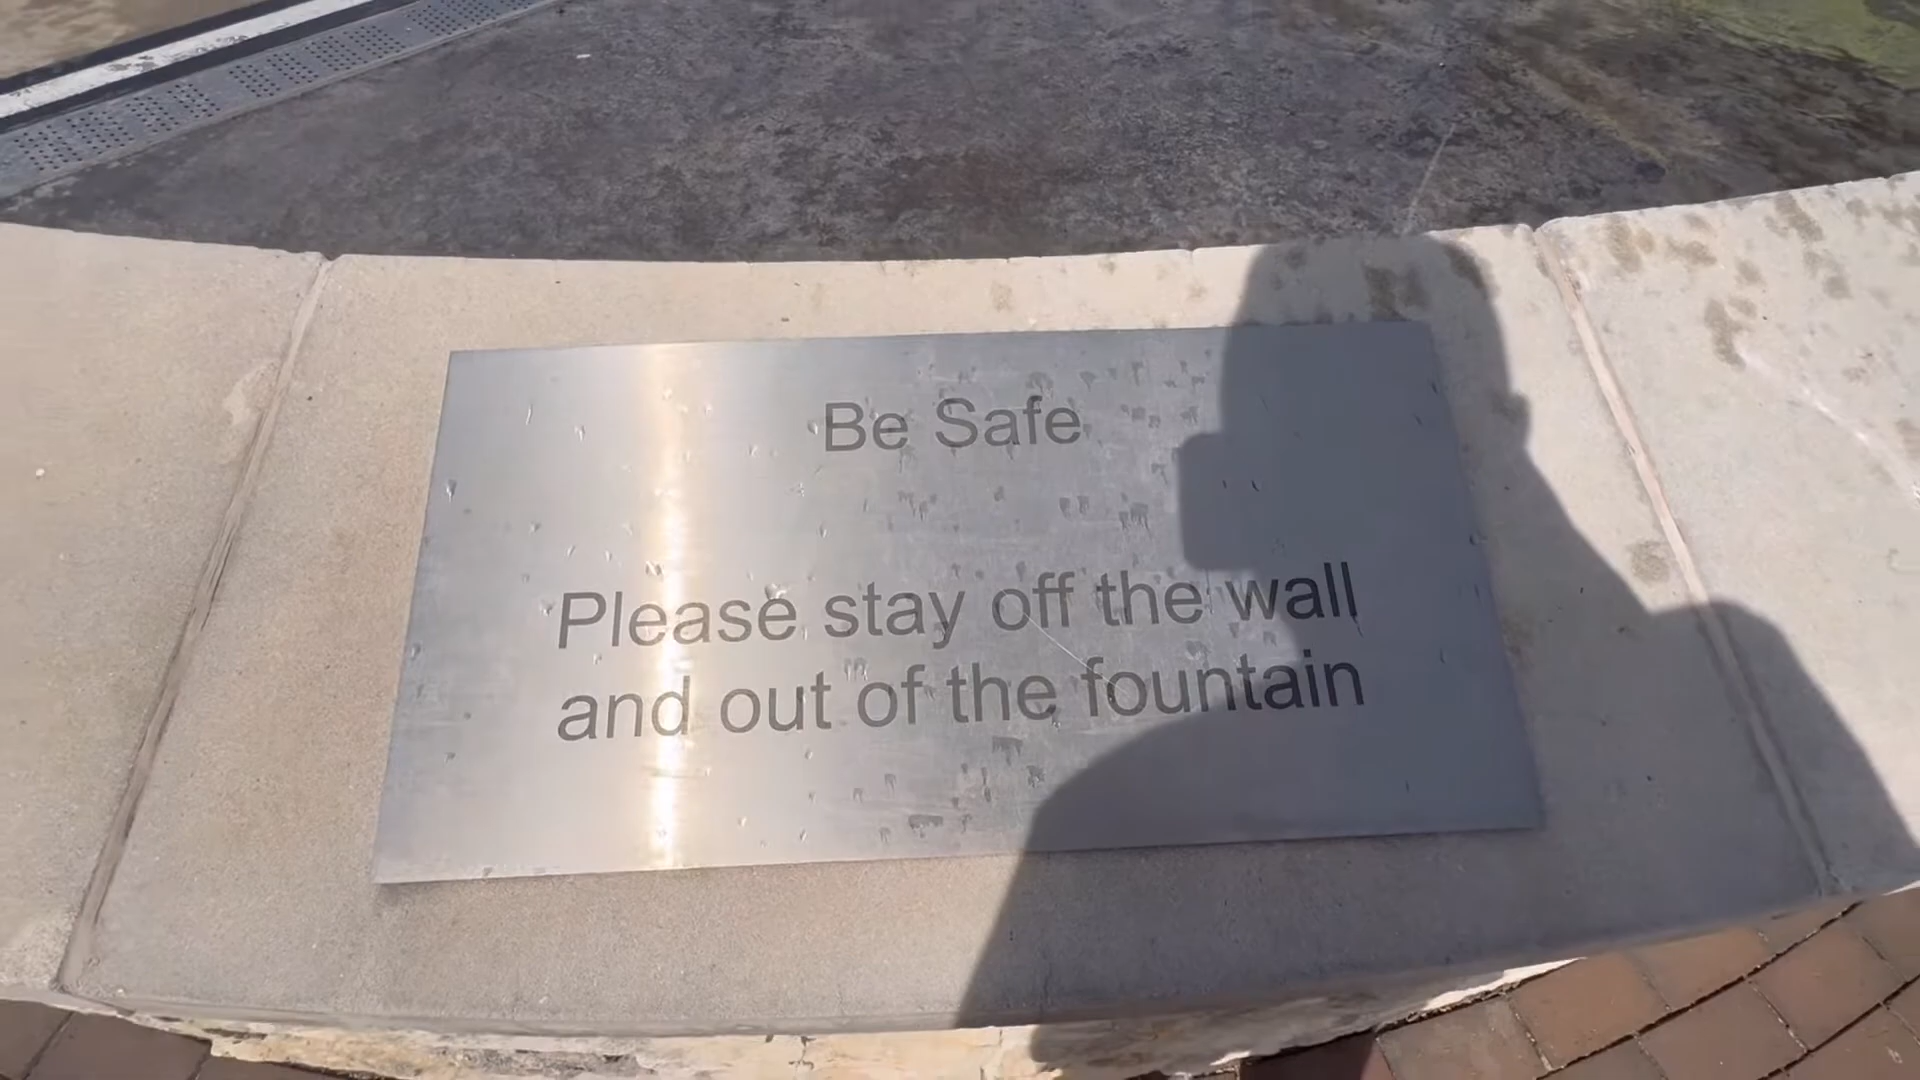 Be Safe
Please stay off the wall
and out of the fountain